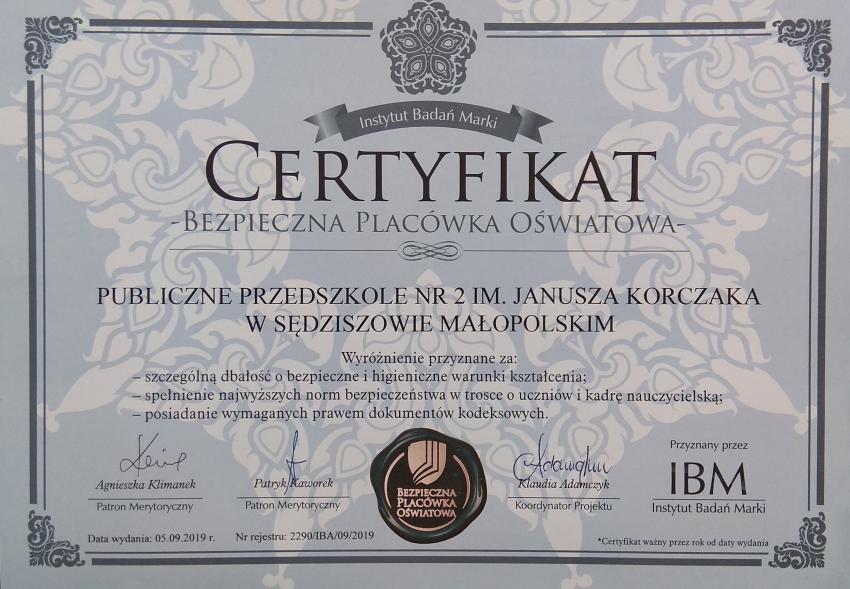 Instytut Badań Marki
CERTYFIKAT
-BEZPIECZNA PLACÓWKA OŚWIATOWA-
PUBLICZNE PRZEDSZKOLE NR 2 IM. JANUSZA KORCZAKA
W SĘDZISZOWIE MAŁOPOLSKIM
Wyróżnienie przyznane za:
– szczególną dbałość o bezpieczne i higieniczne warunki kształcenia;
– spełnienie najwyższych norm bezpieczeństwa w trosce o uczniów i kadrę nauczycielską;
– posiadanie wymaganych prawem dokumentów kodeksowych.
Agnieszka Klimanek
Patron Merytoryczny
Patryk Kaworek
Patron Merytoryczny
BEZPIECZNA
PLACÓWKA
OŚWIATOWA
Klaudia Adamczyk
Koordynator Projektu
Przyznany przez
IBM
Instytut Badań Marki
Data wydania: 05.09.2019 r.
Nr rejestru: 2290/IBA/09/2019
*Certyfikat ważny przez rok od daty wydania